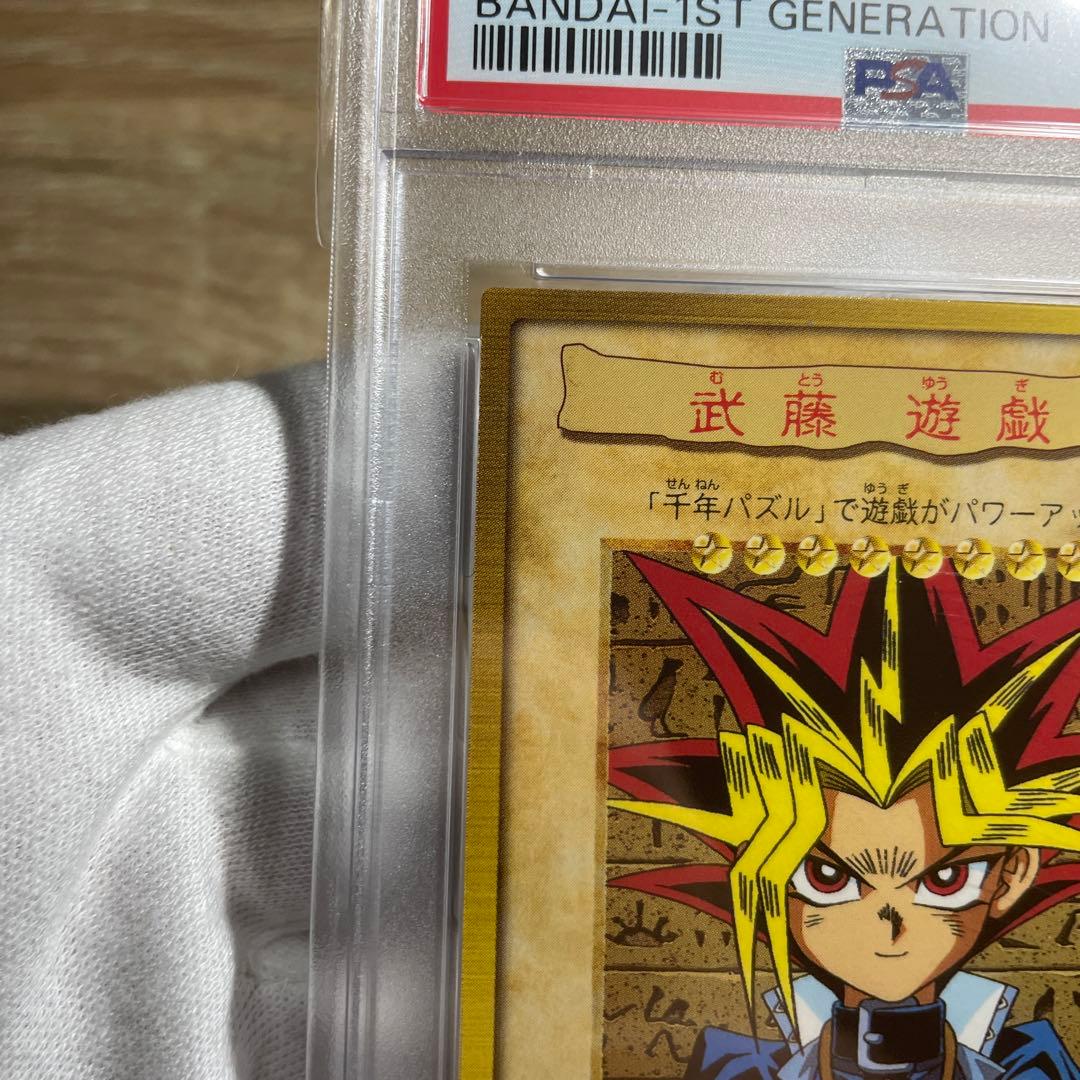 BANDAI-1ST GENERATION
PSA
む とう ゆう ぎ
武藤 遊戯
せん ねん ゆう ぎ
「千年パズル」で遊戯がパワーアッ